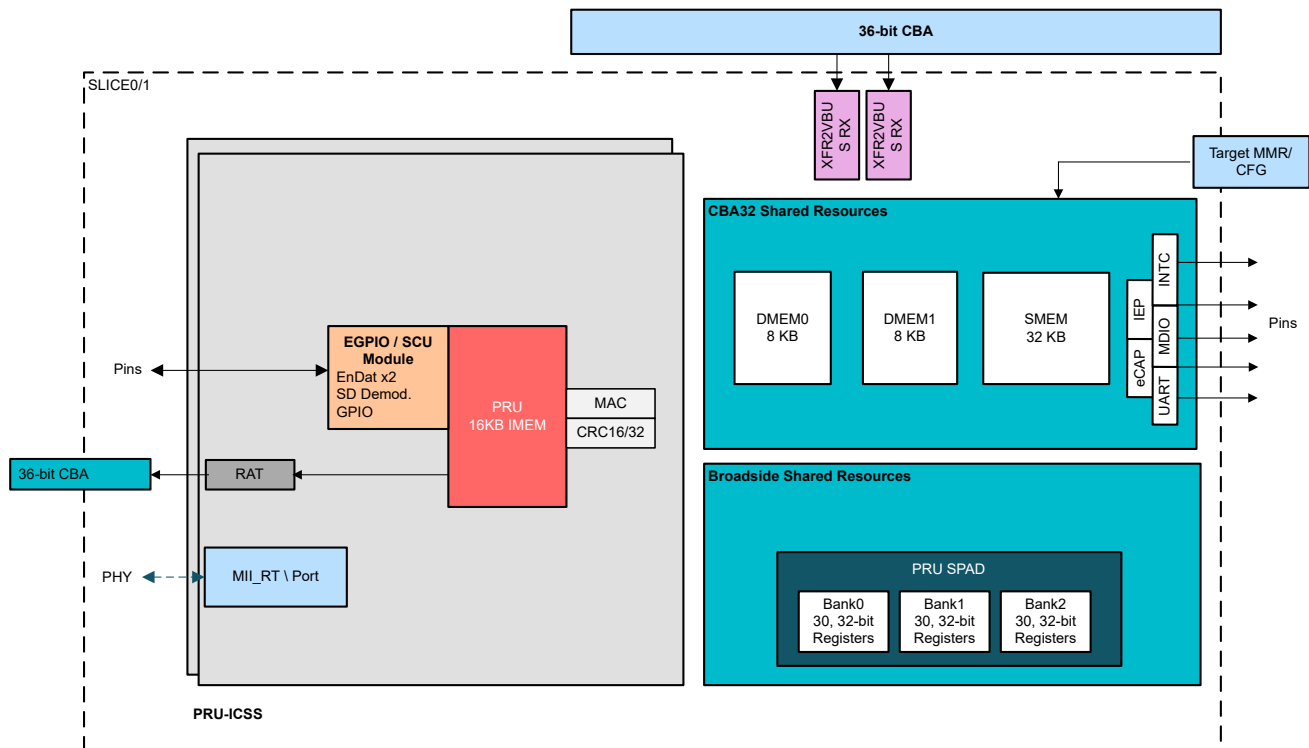 36-bit CBA
SLICE0/1
XFR2VBU
S RX
XFR2VBU
S RX
Target MMR/
CFG
CBA32 Shared Resources
DMEM0
8 KB
DMEM1
8 KB
SMEM
32 KB
INTC
IEP
MDIO
eCAP
UART
Pins
Pins
EGPIO / SCU
Module
EnDat x2
SD Demod.
GPIO
PRU
16KB IMEM
MAC
CRC16/32
36-bit CBA
RAT
PHY
MII_RT \ Port
Broadside Shared Resources
PRU SPAD
Bank0
30, 32-bit
Registers
Bank1
30, 32-bit
Registers
Bank2
30, 32-bit
Registers
PRU-ICSS